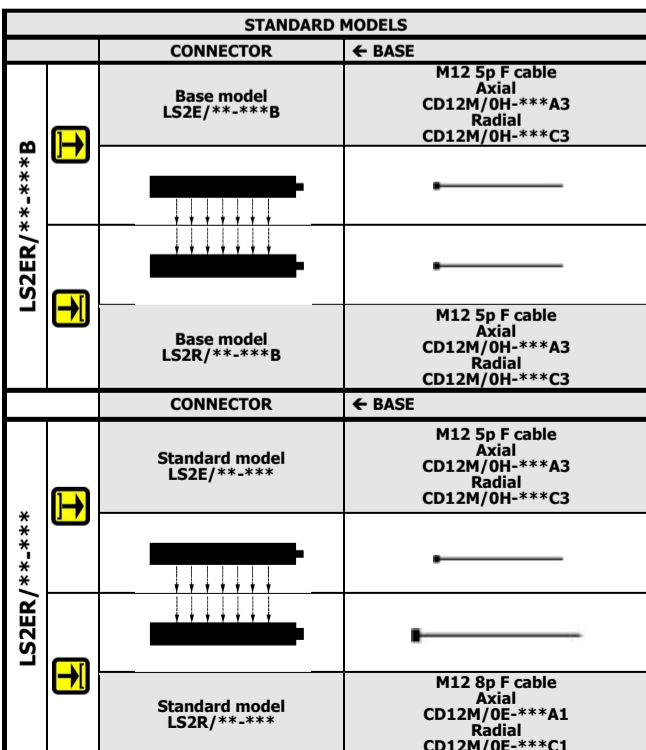 STANDARD MODELS
CONNECTOR
← BASE
LS2ER/**-***B
Base model
LS2E/**-***B
M12 5p F cable
Axial
CD12M/0H-***A3
Radial
CD12M/0H-***C3
Base model
LS2R/**-***B
M12 5p F cable
Axial
CD12M/0H-***A3
Radial
CD12M/0H-***C3
CONNECTOR
← BASE
LS2ER/**-***
Standard model
LS2E/**-***
M12 5p F cable
Axial
CD12M/0H-***A3
Radial
CD12M/0H-***C3
Standard model
LS2R/**-***
M12 8p F cable
Axial
CD12M/0E-***A1
Radial
CD12M/0E-***C1